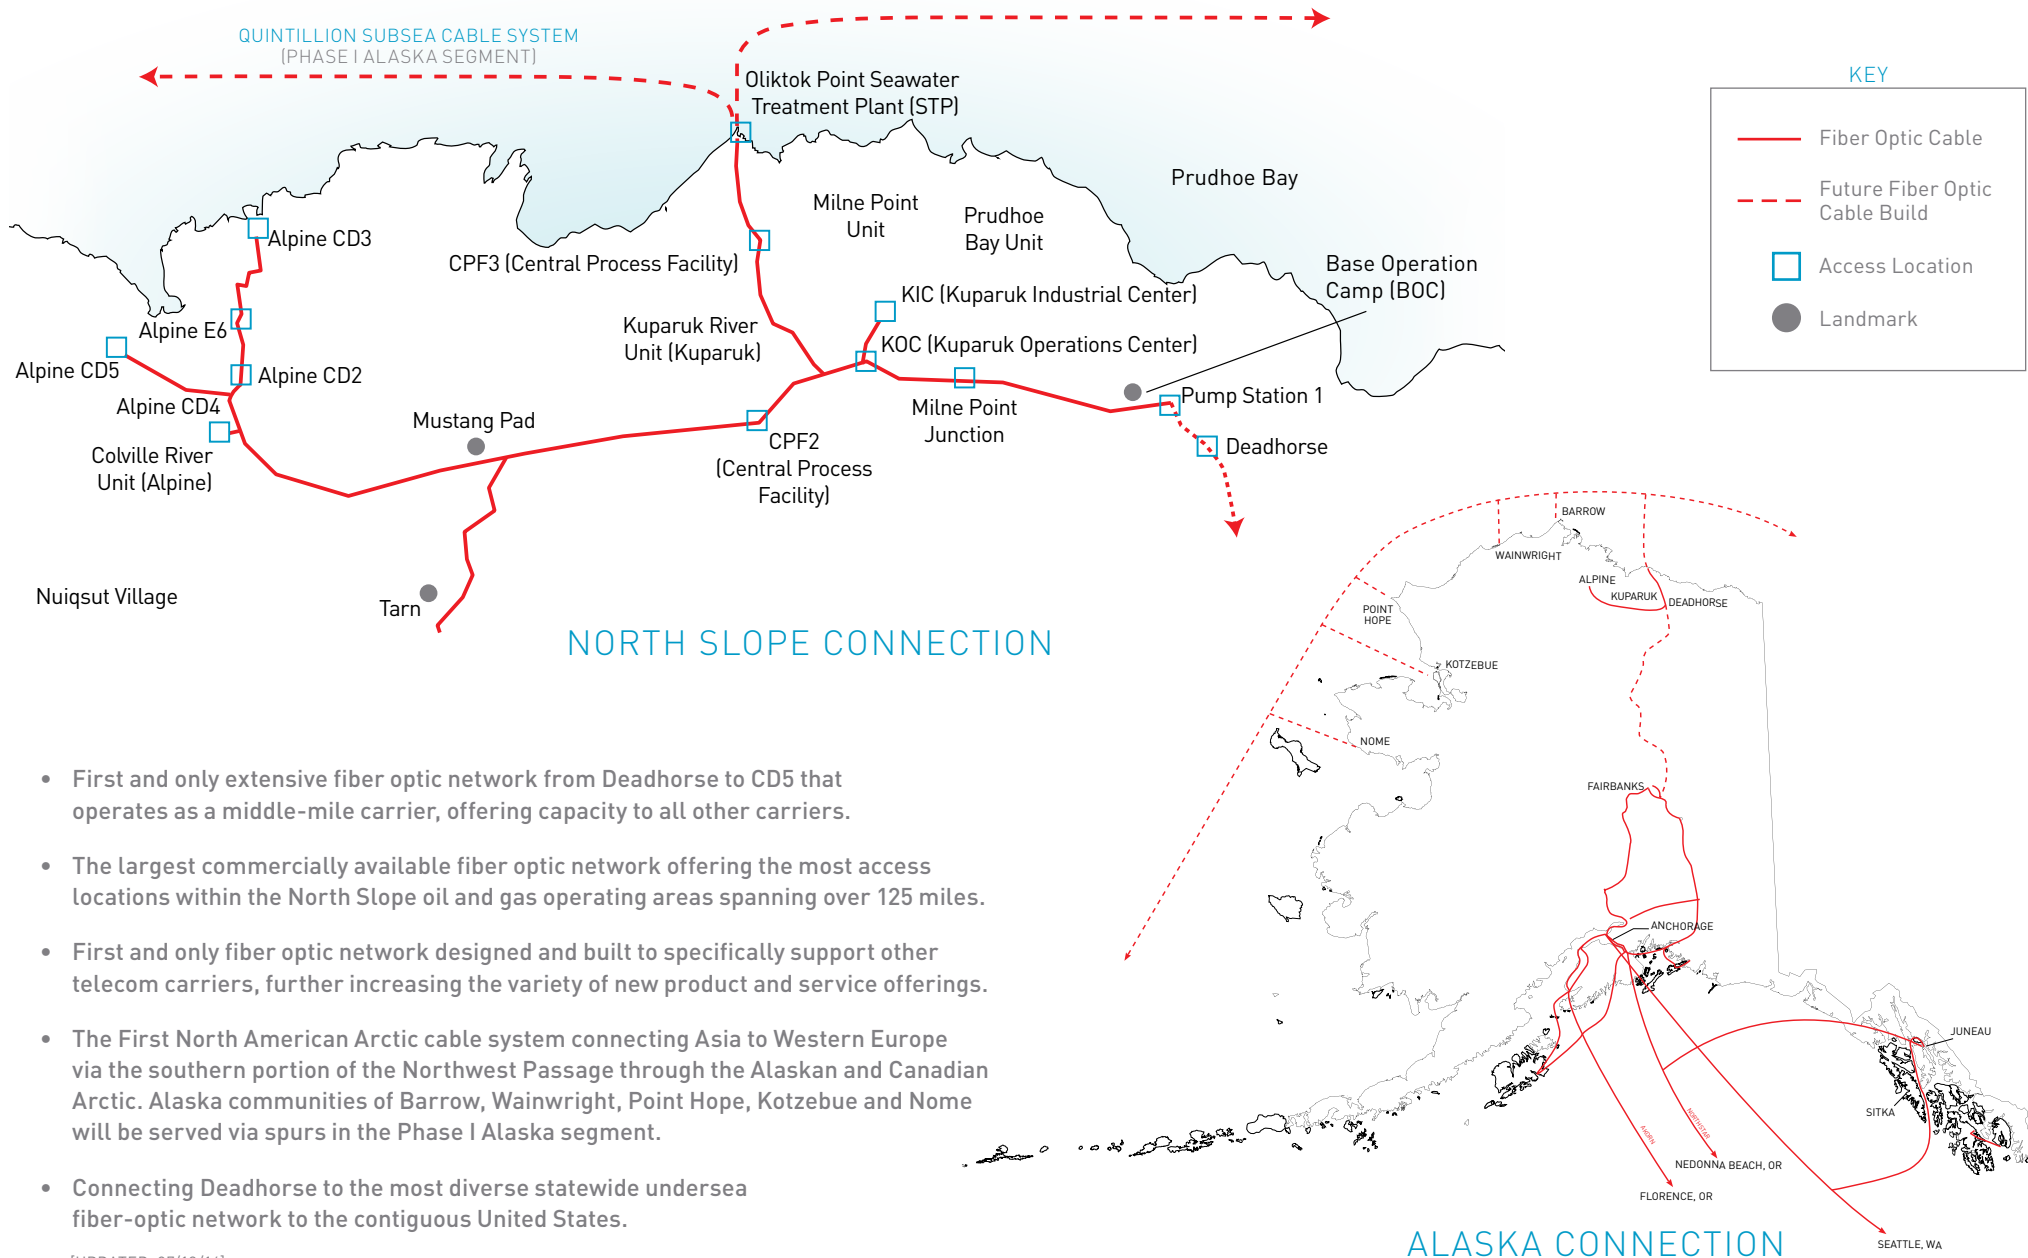 QUINTILLION SUBSEA CABLE SYSTEM
(PHASE I ALASKA SEGMENT)
Oliktok Point Seawater
Treatment Plant (STP)
Prudhoe Bay
Milne Point
Unit
Prudhoe
Bay Unit
Alpine CD3
CPF3 (Central Process Facility)
Base Operation
Camp (BOC)
KIC (Kuparuk Industrial Center)
Alpine E6
Kuparuk River
Unit (Kuparuk)
KOC (Kuparuk Operations Center)
Alpine CD5
Alpine CD2
Alpine CD4
Pump Station 1
Mustang Pad
Milne Point
Junction
Colville River
Unit (Alpine)
CPF2
(Central Process
Facility)
Deadhorse
Nuiqsut Village
Tarn
NORTH SLOPE CONNECTION
KEY
Fiber Optic Cable
Future Fiber Optic
Cable Build
Access Location
Landmark
• First and only extensive fiber optic network from Deadhorse to CD5 that
operates as a middle-mile carrier, offering capacity to all other carriers.
• The largest commercially available fiber optic network offering the most access
locations within the North Slope oil and gas operating areas spanning over 125 miles.
• First and only fiber optic network designed and built to specifically support other
telecom carriers, further increasing the variety of new product and service offerings.
• The First North American Arctic cable system connecting Asia to Western Europe
via the southern portion of the Northwest Passage through the Alaskan and Canadian
Arctic. Alaska communities of Barrow, Wainwright, Point Hope, Kotzebue and Nome
will be served via spurs in the Phase I Alaska segment.
• Connecting Deadhorse to the most diverse statewide undersea
fiber-optic network to the contiguous United States.
BARROW
WAINWRIGHT
ALPINE
KUPARUK
DEADHORSE
POINT
HOPE
KOTZEBUE
NOME
FAIRBANKS
ANCHORAGE
JUNEAU
SITKA
AKORN
NORTHSTAR
NEDONNA BEACH, OR
FLORENCE, OR
SEATTLE, WA
ALASKA CONNECTION